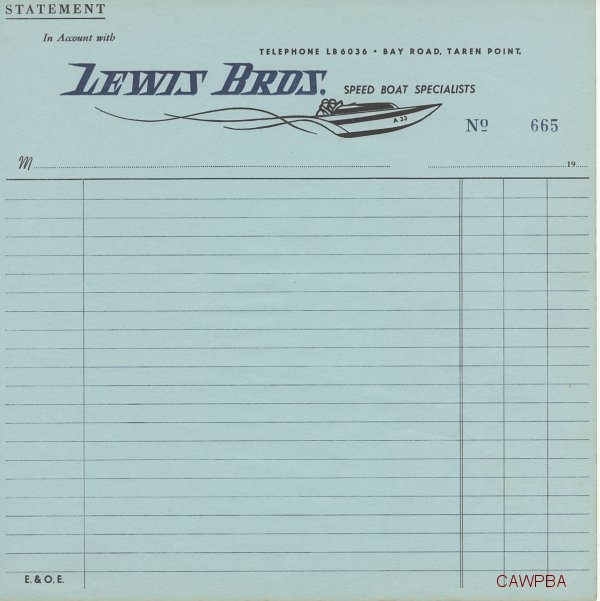 STATEMENT
In Account with
TELEPHONE LB6036 • BAY ROAD, TAREN POINT.
LEWIS BROS. SPEED BOAT SPECIALISTS
A 33
Nº 665
M 19
E. & O. E.
CAWPBA